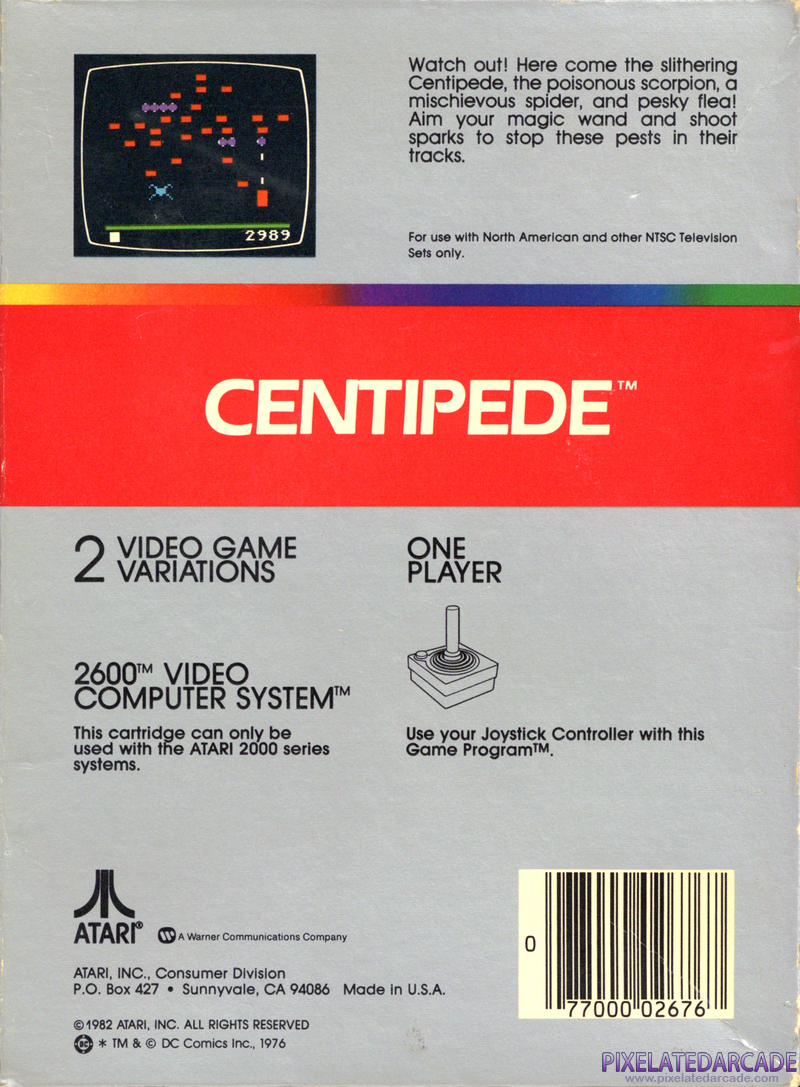 Watch out! Here come the slithering
Centipede, the poisonous scorpion, a
mischievous spider, and pesky flea!
Aim your magic wand and shoot
sparks to stop these pests in their
tracks.
2989
For use with North American and other NTSC Television
Sets only.
CENTIPEDE™
2 VIDEO GAME
VARIATIONS
ONE
PLAYER
2600™ VIDEO
COMPUTER SYSTEM™
This cartridge can only be
used with the ATARI 2000 series
systems.
Use your Joystick Controller with this
Game Program™.
ATARI®
A Warner Communications Company
ATARI, INC., Consumer Division
P.O. Box 427 • Sunnyvale, CA 94086 Made in U.S.A.
©1982 ATARI, INC. ALL RIGHTS RESERVED
DC * TM & © DC Comics Inc., 1976
0 77000 02676
PIXELATEDARCADE
www.pixelatedarcade.com